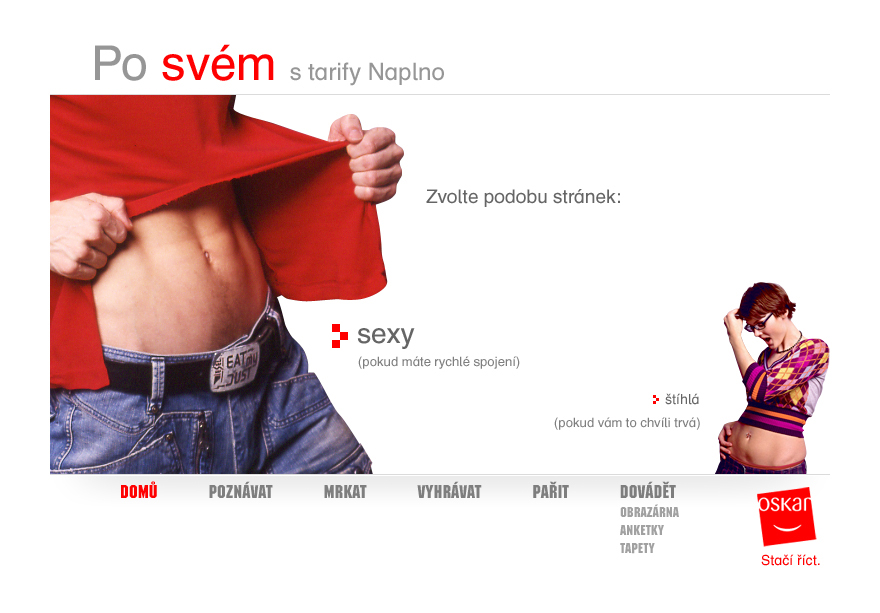 Po svém s tarify Naplno
Zvolte podobu stránek:
EAT my
DUST!
sexy
(pokud máte rychlé spojení)
štíhlá
(pokud vám to chvíli trvá)
DOMŮ POZNÁVAT MRKAT VYHRÁVAT PAŘIT DOVÁDĚT
OBRAZÁRNA
ANKETKY
TAPETY
oskar
Stačí říct.